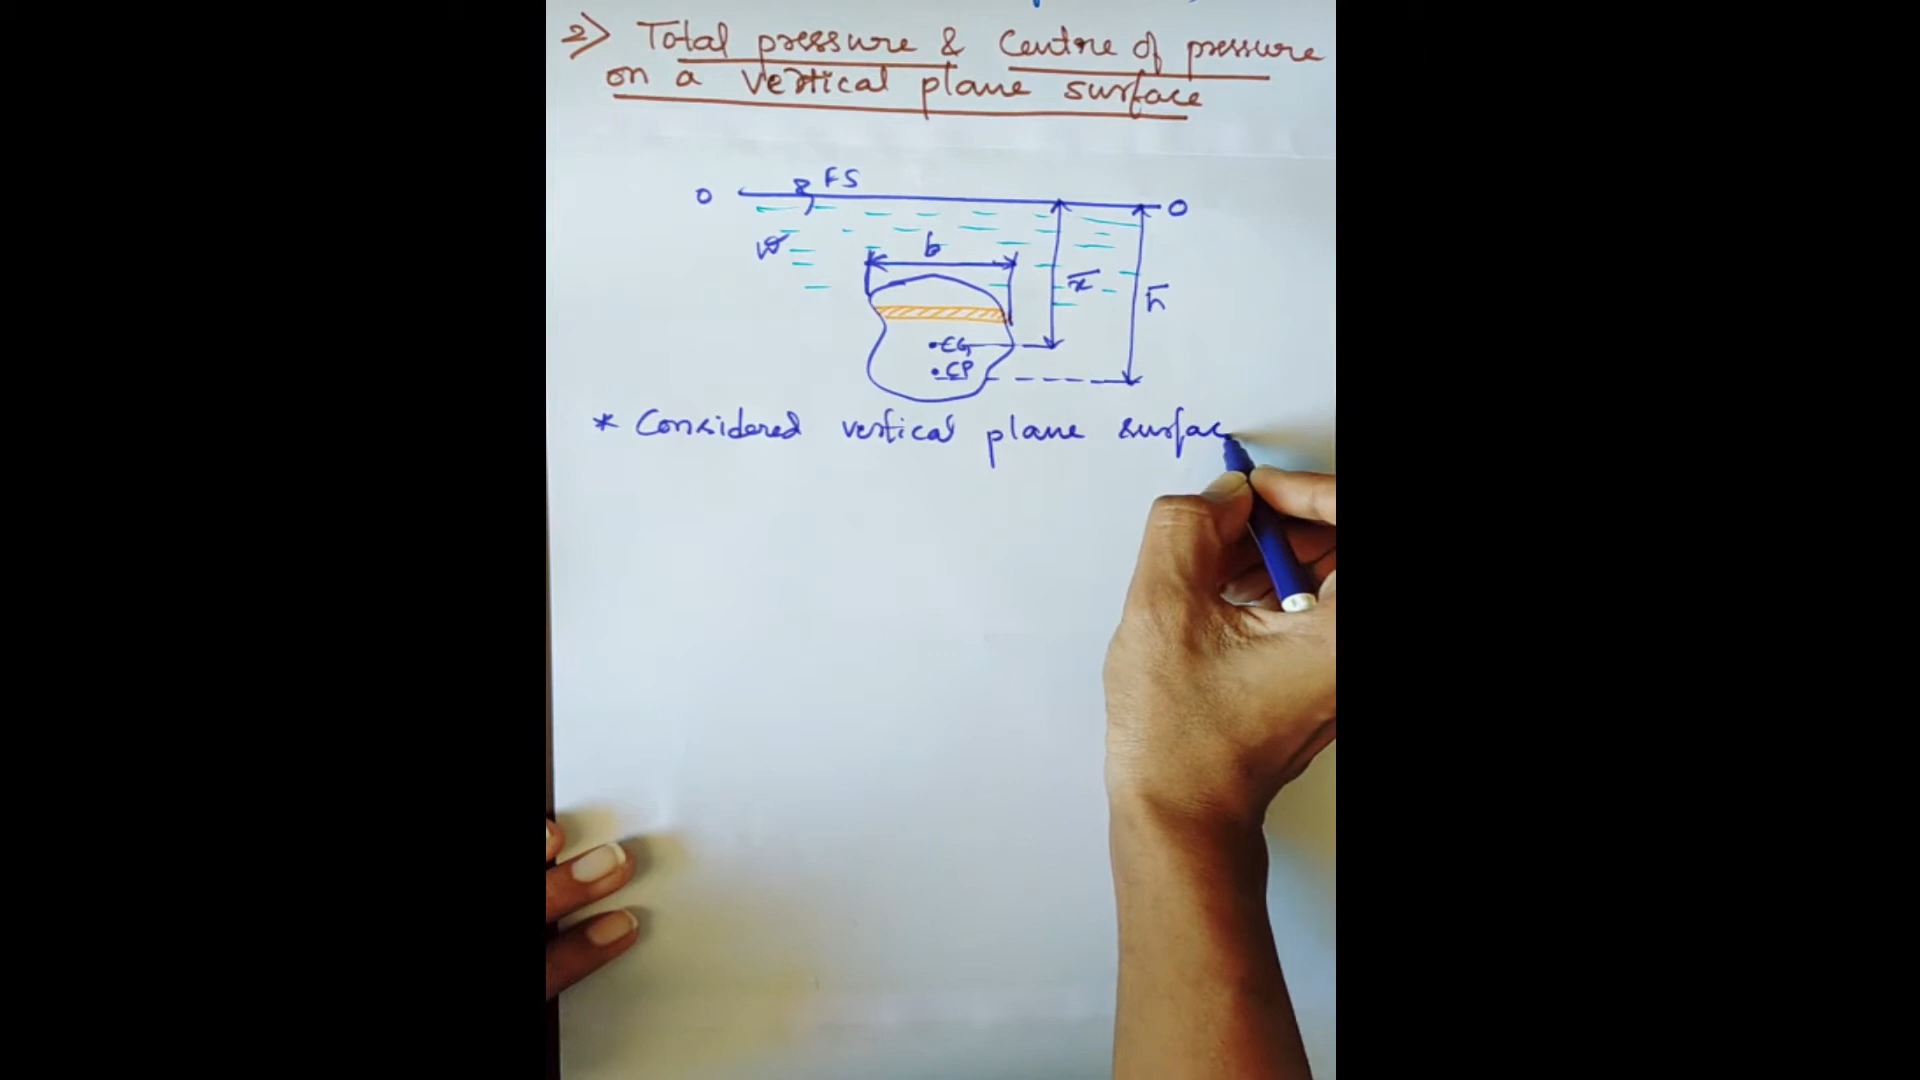 2> Total pressure & Centre of pressure
on a vertical plane surface
FS
O O
w
b
x̄
h̄
CG
CP
* Considered vertical plane surfac